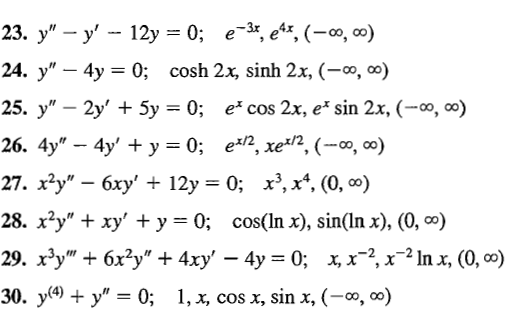 23. y″ − y′ − 12y = 0; e⁻³ˣ, e⁴ˣ, (−∞, ∞)
24. y″ − 4y = 0; cosh 2x, sinh 2x, (−∞, ∞)
25. y″ − 2y′ + 5y = 0; eˣ cos 2x, eˣ sin 2x, (−∞, ∞)
26. 4y″ − 4y′ + y = 0; e^{x/2}, xe^{x/2}, (−∞, ∞)
27. x²y″ − 6xy′ + 12y = 0; x³, x⁴, (0, ∞)
28. x²y″ + xy′ + y = 0; cos(ln x), sin(ln x), (0, ∞)
29. x³y‴ + 6x²y″ + 4xy′ − 4y = 0; x, x⁻², x⁻² ln x, (0, ∞)
30. y⁽⁴⁾ + y″ = 0; 1, x, cos x, sin x, (−∞, ∞)